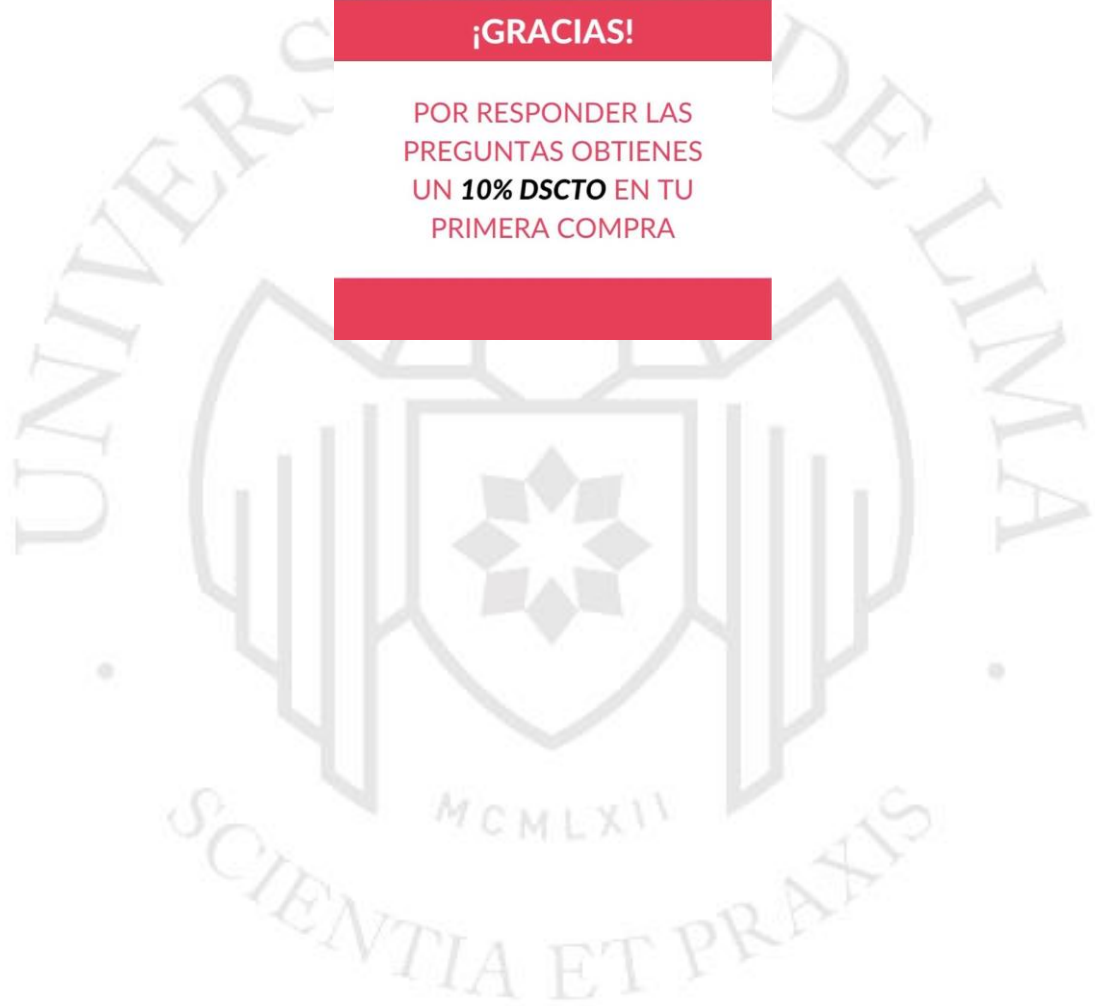 ¡GRACIAS!
POR RESPONDER LAS
PREGUNTAS OBTIENES
UN 10% DSCTO EN TU
PRIMERA COMPRA
UNIVERS
DE LIMA
MCMLXII
SCIENTIA ET PRAXIS